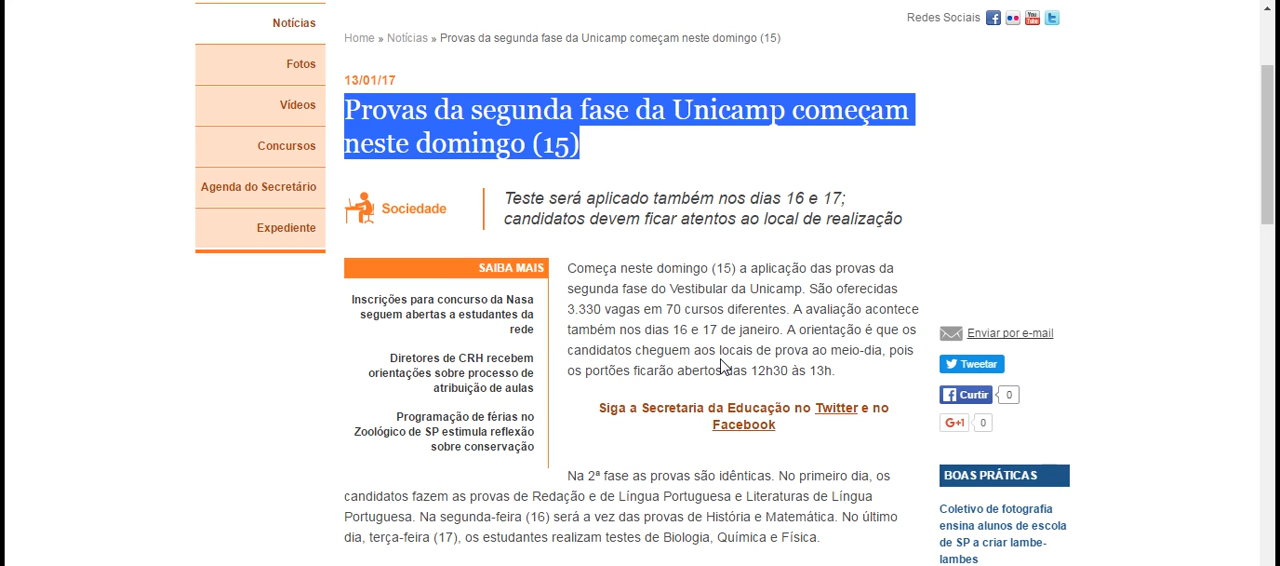 Notícias
Fotos
Vídeos
Concursos
Agenda do Secretário
Expediente
Redes Sociais
Home » Notícias » Provas da segunda fase da Unicamp começam neste domingo (15)
13/01/17
Provas da segunda fase da Unicamp começam
neste domingo (15)
Sociedade
Teste será aplicado também nos dias 16 e 17;
candidatos devem ficar atentos ao local de realização
SAIBA MAIS
Inscrições para concurso da Nasa
seguem abertas a estudantes da
rede
Diretores de CRH recebem
orientações sobre processo de
atribuição de aulas
Programação de férias no
Zoológico de SP estimula reflexão
sobre conservação
Começa neste domingo (15) a aplicação das provas da
segunda fase do Vestibular da Unicamp. São oferecidas
3.330 vagas em 70 cursos diferentes. A avaliação acontece
também nos dias 16 e 17 de janeiro. A orientação é que os
candidatos cheguem aos locais de prova ao meio-dia, pois
os portões ficarão abertos das 12h30 às 13h.
Siga a Secretaria da Educação no Twitter e no
Facebook
Na 2ª fase as provas são idênticas. No primeiro dia, os
candidatos fazem as provas de Redação e de Língua Portuguesa e Literaturas de Língua
Portuguesa. Na segunda-feira (16) será a vez das provas de História e Matemática. No último
dia, terça-feira (17), os estudantes realizam testes de Biologia, Química e Física.
Enviar por e-mail
Tweetar
Curtir 0
G+1 0
BOAS PRÁTICAS
Coletivo de fotografia
ensina alunos de escola
de SP a criar lambe-
lambes